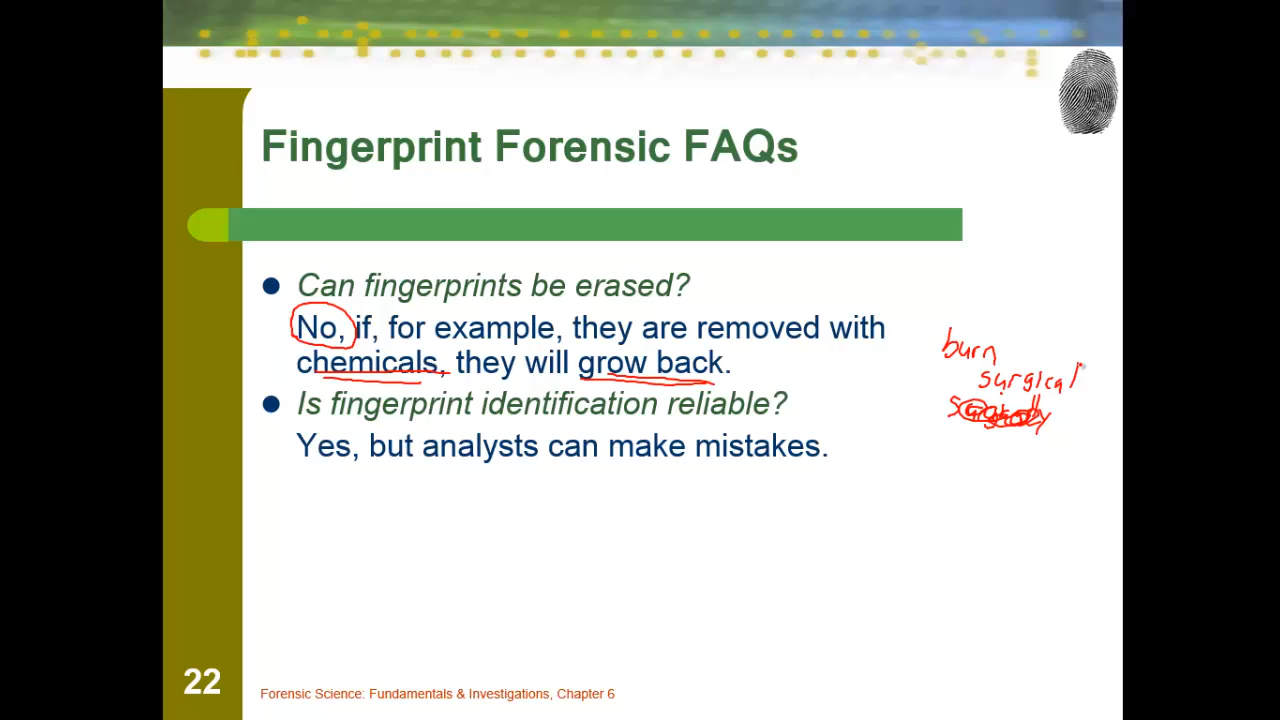 Fingerprint Forensic FAQs
Can fingerprints be erased?
No, if, for example, they are removed with
chemicals, they will grow back.
Is fingerprint identification reliable?
Yes, but analysts can make mistakes.
burn
surgical
22
Forensic Science: Fundamentals & Investigations, Chapter 6